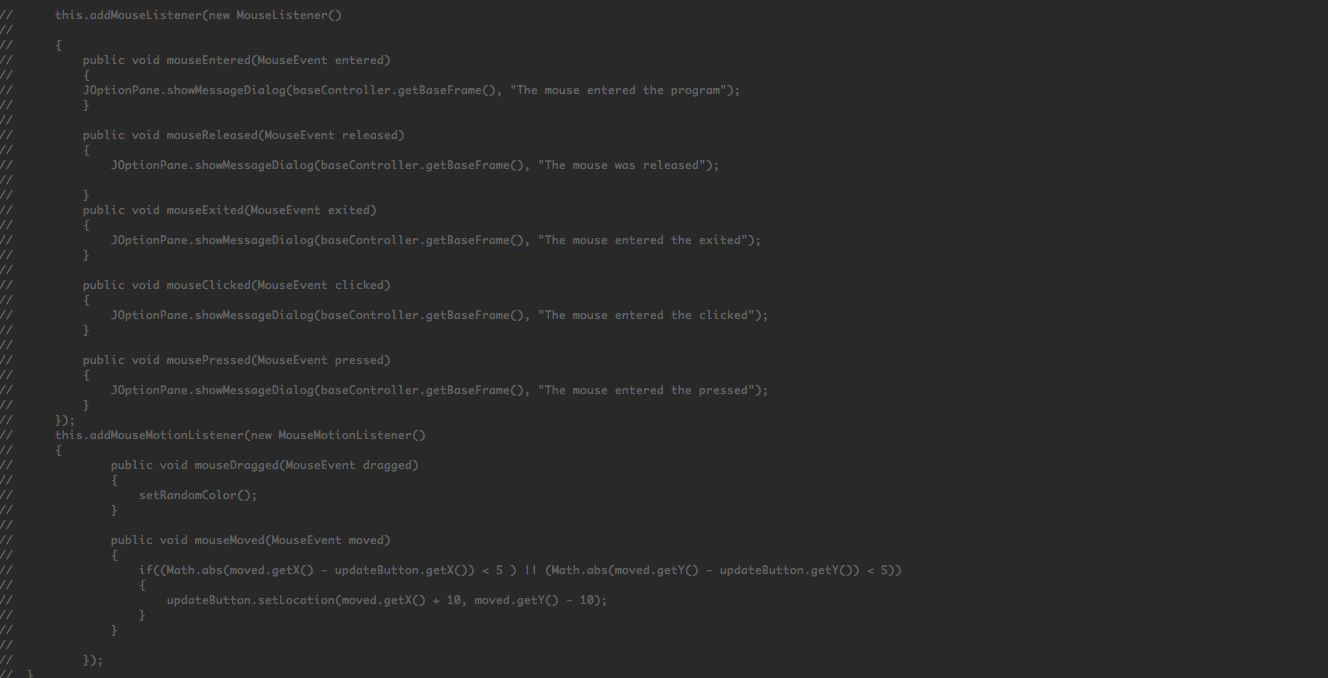 //      this.addMouseListener(new MouseListener()
//
//      {
//          public void mouseEntered(MouseEvent entered)
//          {
//          JOptionPane.showMessageDialog(baseController.getBaseFrame(), "The mouse entered the program");
//          }
//
//          public void mouseReleased(MouseEvent released)
//          {
//              JOptionPane.showMessageDialog(baseController.getBaseFrame(), "The mouse was released");
//
//          }
//          public void mouseExited(MouseEvent exited)
//          {
//              JOptionPane.showMessageDialog(baseController.getBaseFrame(), "The mouse entered the exited");
//          }
//
//          public void mouseClicked(MouseEvent clicked)
//          {
//              JOptionPane.showMessageDialog(baseController.getBaseFrame(), "The mouse entered the clicked");
//          }
//
//          public void mousePressed(MouseEvent pressed)
//          {
//              JOptionPane.showMessageDialog(baseController.getBaseFrame(), "The mouse entered the pressed");
//          }
//      });
//      this.addMouseMotionListener(new MouseMotionListener()
//      {
//              public void mouseDragged(MouseEvent dragged)
//              {
//                  setRandomColor();
//              }
//
//              public void mouseMoved(MouseEvent moved)
//              {
//                  if((Math.abs(moved.getX() - updateButton.getX()) < 5 ) || (Math.abs(moved.getY() - updateButton.getY()) < 5))
//                  {
//                      updateButton.setLocation(moved.getX() + 10, moved.getY() - 10);
//                  }
//              }
//
//          });
//  }